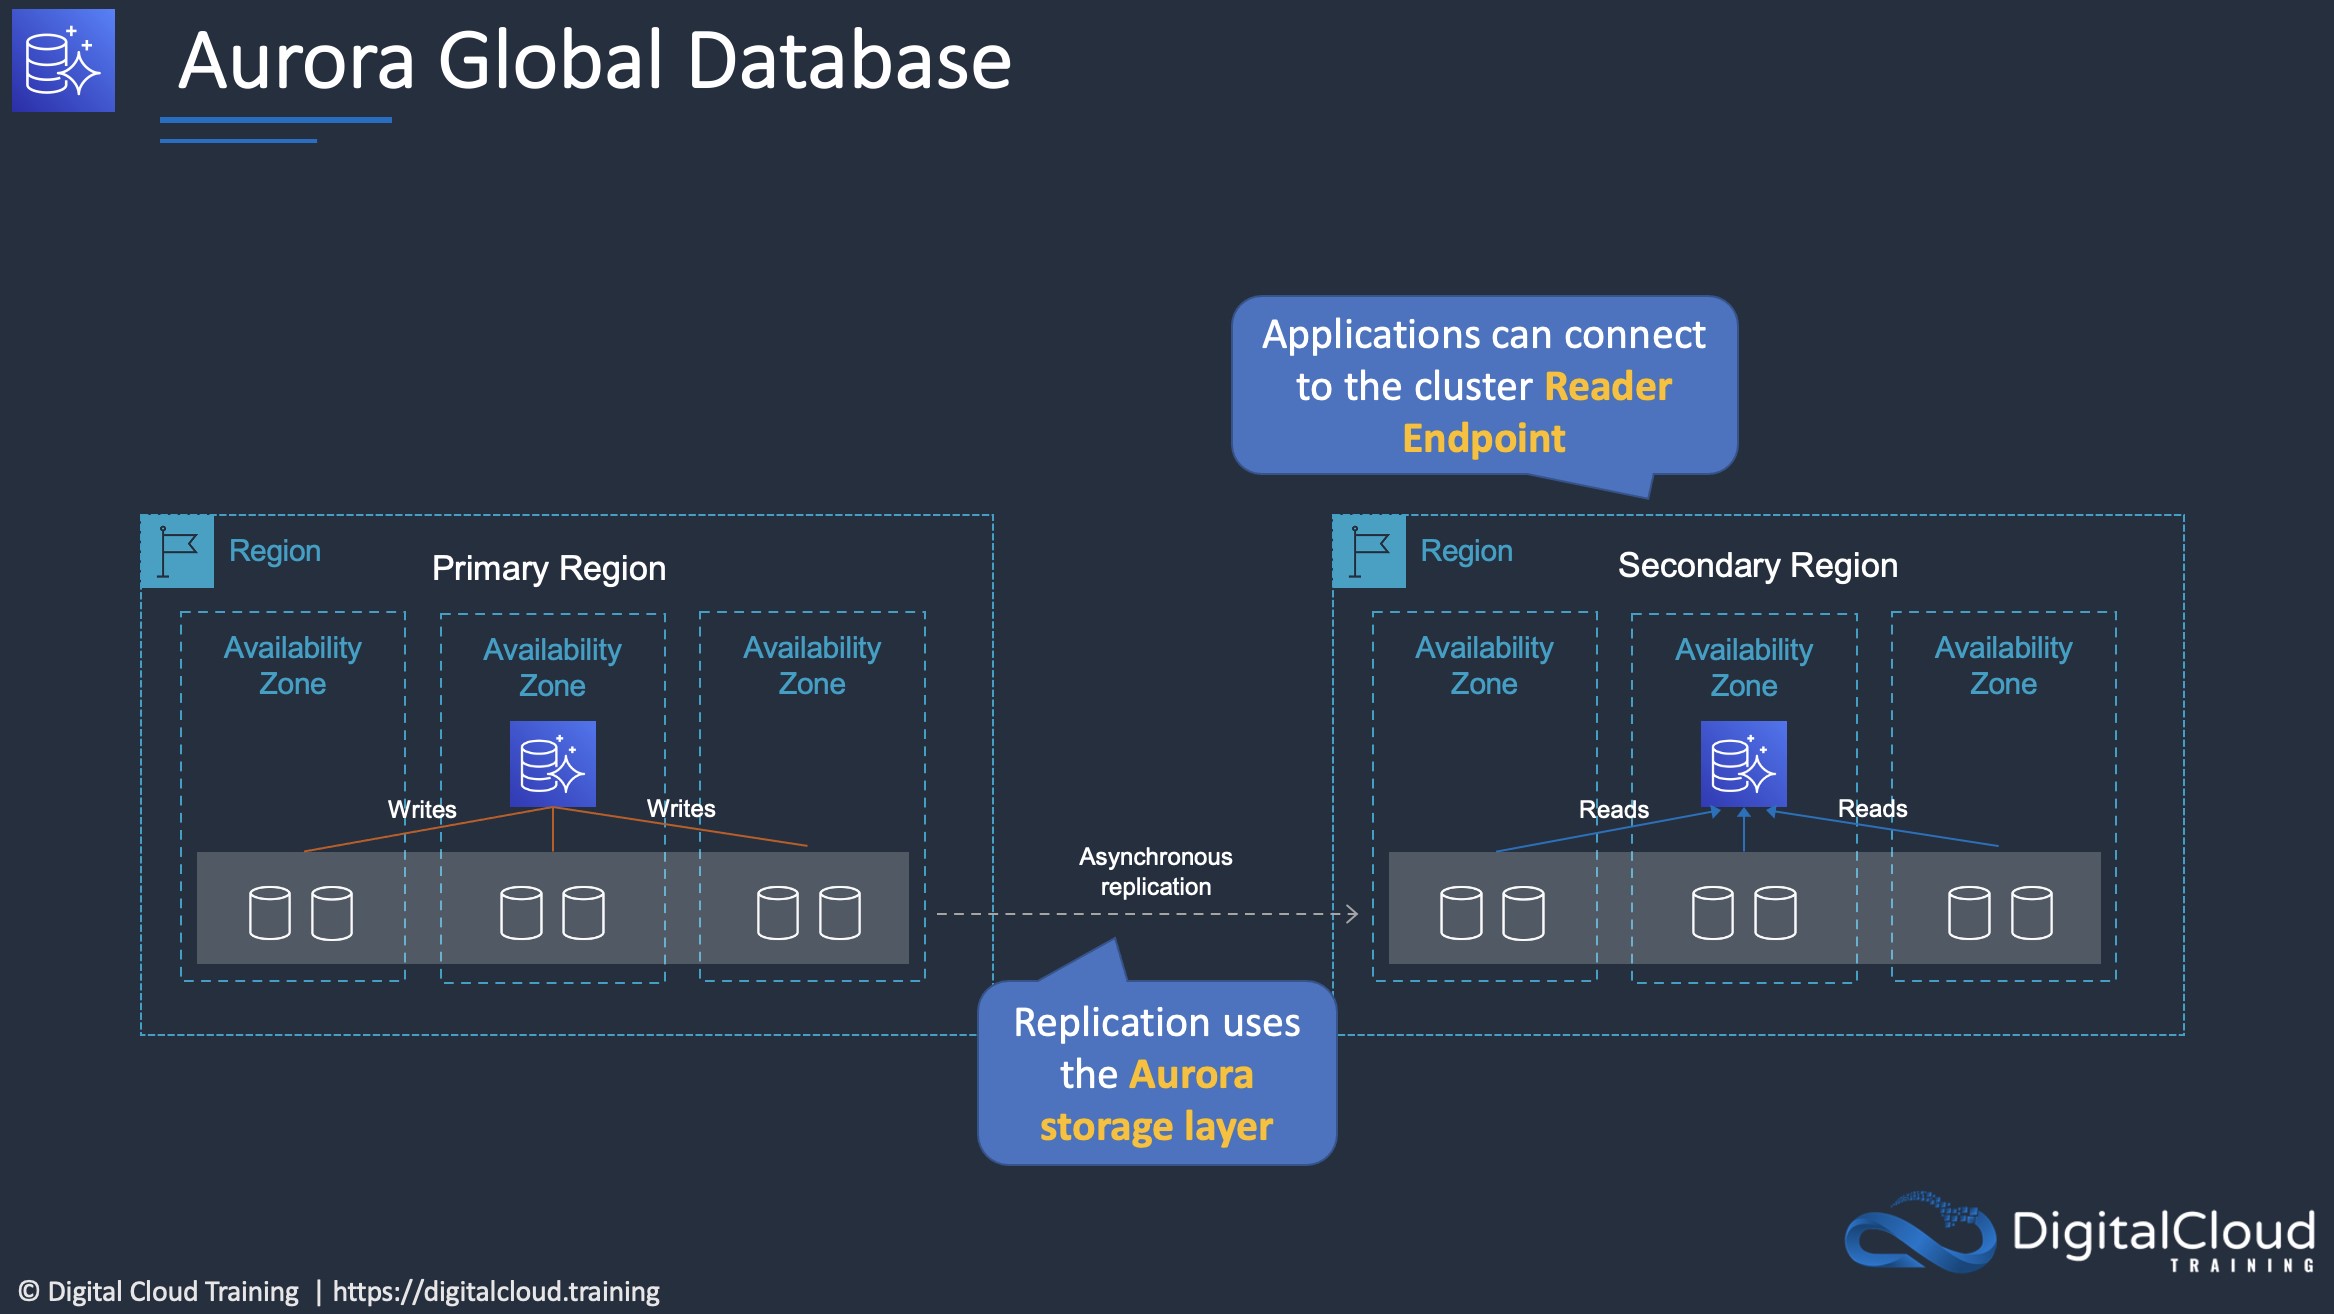 Aurora Global Database
Applications can connect
to the cluster Reader
Endpoint
Region
Primary Region
Availability
Zone
Availability
Zone
Availability
Zone
Writes
Writes
Asynchronous
replication
Replication uses
the Aurora
storage layer
Region
Secondary Region
Availability
Zone
Availability
Zone
Availability
Zone
Reads
Reads
DigitalCloud
TRAINING
© Digital Cloud Training | https://digitalcloud.training